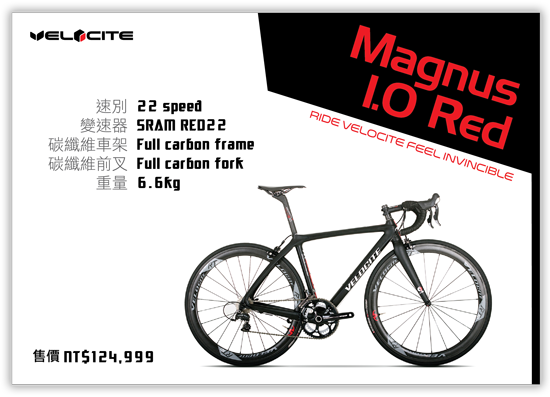 VELOCITE
Magnus
1.0 Red
RIDE VELOCITE FEEL INVINCIBLE
速別 22 speed
變速器 SRAM RED22
碳纖維車架 Full carbon frame
碳纖維前叉 Full carbon fork
重量 6.6kg
VELOCITE
售價 NT$124,999